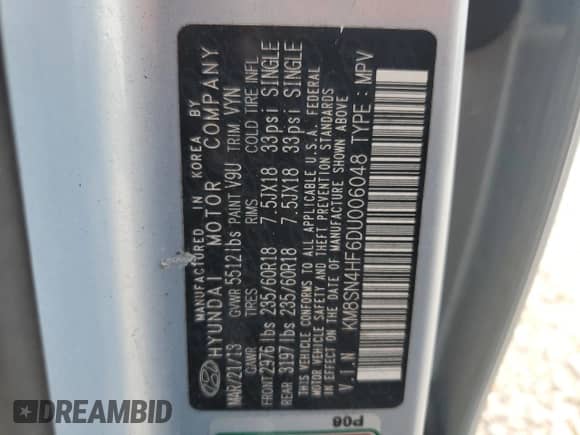 MANUFACTURED IN KOREA BY
HYUNDAI MOTOR COMPANY
MAR/21/13 GVWR 5512lbs PAINT V9U TRIM VYN
GAWR TIRES RIMS COLD TIRE INFL
FRONT 2976 lbs 235/60R18 7.5JX18 33psi SINGLE
REAR 3197 lbs 235/60R18 7.5JX18 33psi SINGLE
THIS VEHICLE CONFORMS TO ALL APPLICABLE U.S.A. FEDERAL
MOTOR VEHICLE SAFETY AND THEFT PREVENTION STANDARDS
IN EFFECT ON THE DATE OF MANUFACTURE SHOWN ABOVE
V.I.N KM8SN4HF6DU006048 TYPE : MPV
P06
DREAMBID